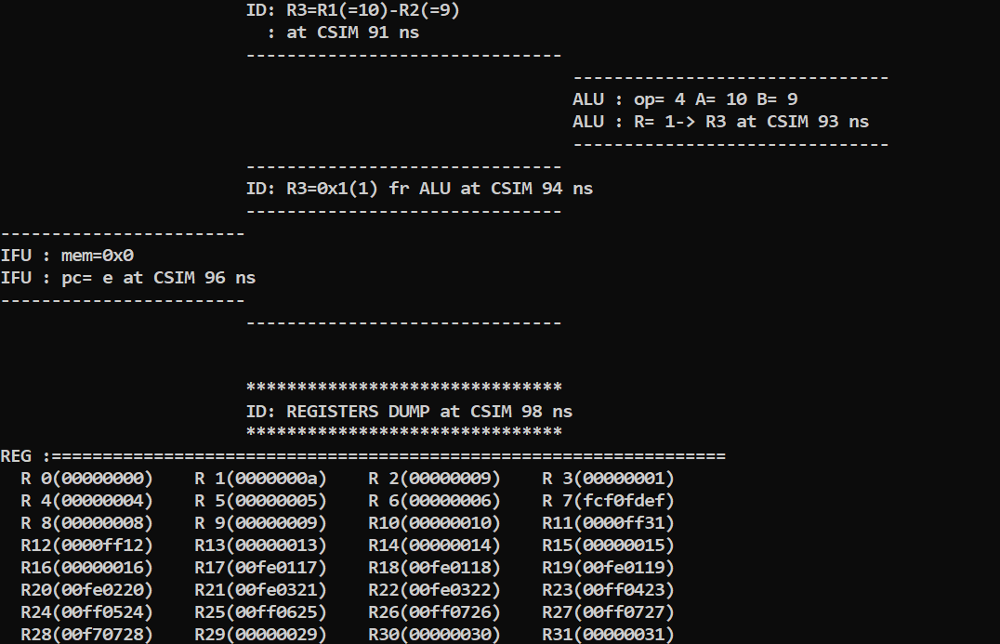 ID: R3=R1(=10)-R2(=9)
: at CSIM 91 ns
-------------------------------
-------------------------------
ALU : op= 4 A= 10 B= 9
ALU : R= 1-> R3 at CSIM 93 ns
-------------------------------
-------------------------------
ID: R3=0x1(1) fr ALU at CSIM 94 ns
-------------------------------
------------------------
IFU : mem=0x0
IFU : pc= e at CSIM 96 ns
------------------------
-------------------------------
*******************************
ID: REGISTERS DUMP at CSIM 98 ns
*******************************
REG :==================================================================
R 0(00000000) R 1(0000000a) R 2(00000009) R 3(00000001)
R 4(00000004) R 5(00000005) R 6(00000006) R 7(fcf0fdef)
R 8(00000008) R 9(00000009) R10(00000010) R11(0000ff31)
R12(0000ff12) R13(00000013) R14(00000014) R15(00000015)
R16(00000016) R17(00fe0117) R18(00fe0118) R19(00fe0119)
R20(00fe0220) R21(00fe0321) R22(00fe0322) R23(00ff0423)
R24(00ff0524) R25(00ff0625) R26(00ff0726) R27(00ff0727)
R28(00f70728) R29(00000029) R30(00000030) R31(00000031)